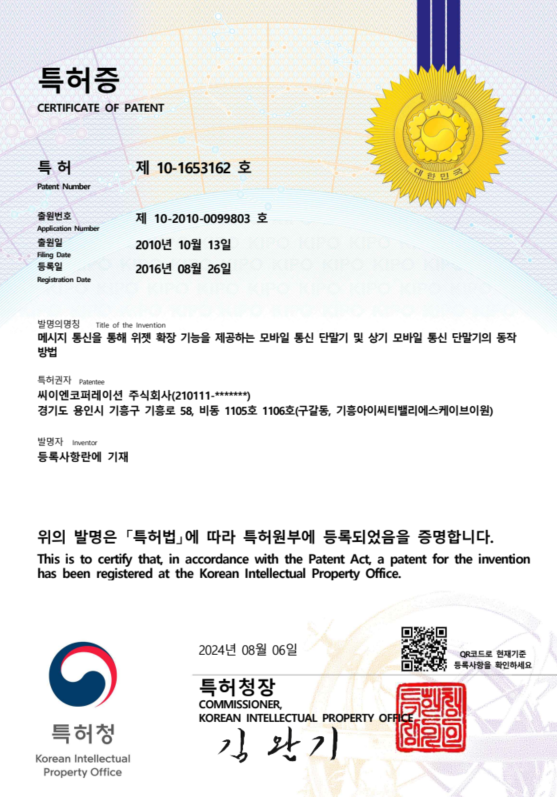 특허증
CERTIFICATE OF PATENT
대한민국
특 허 제 10-1653162 호
Patent Number
출원번호 제 10-2010-0099803 호
Application Number
출원일 2010년 10월 13일
Filing Date
등록일 2016년 08월 26일
Registration Date
발명의명칭 Title of the Invention
메시지 통신을 통해 위젯 확장 기능을 제공하는 모바일 통신 단말기 및 상기 모바일 통신 단말기의 동작
방법
특허권자 Patentee
씨이엔코퍼레이션 주식회사(210111-*******)
경기도 용인시 기흥구 기흥로 58, 비동 1105호 1106호(구갈동, 기흥아이씨티밸리에스케이브이원)
발명자 Inventor
등록사항란에 기재
위의 발명은 「특허법」에 따라 특허원부에 등록되었음을 증명합니다.
This is to certify that, in accordance with the Patent Act, a patent for the invention
has been registered at the Korean Intellectual Property Office.
2024년 08월 06일
QR코드로 현재기준
등록사항을 확인하세요
특허청장
COMMISSIONER,
KOREAN INTELLECTUAL PROPERTY OFFICE
김완기
특허청장의인
특허청
Korean Intellectual
Property Office